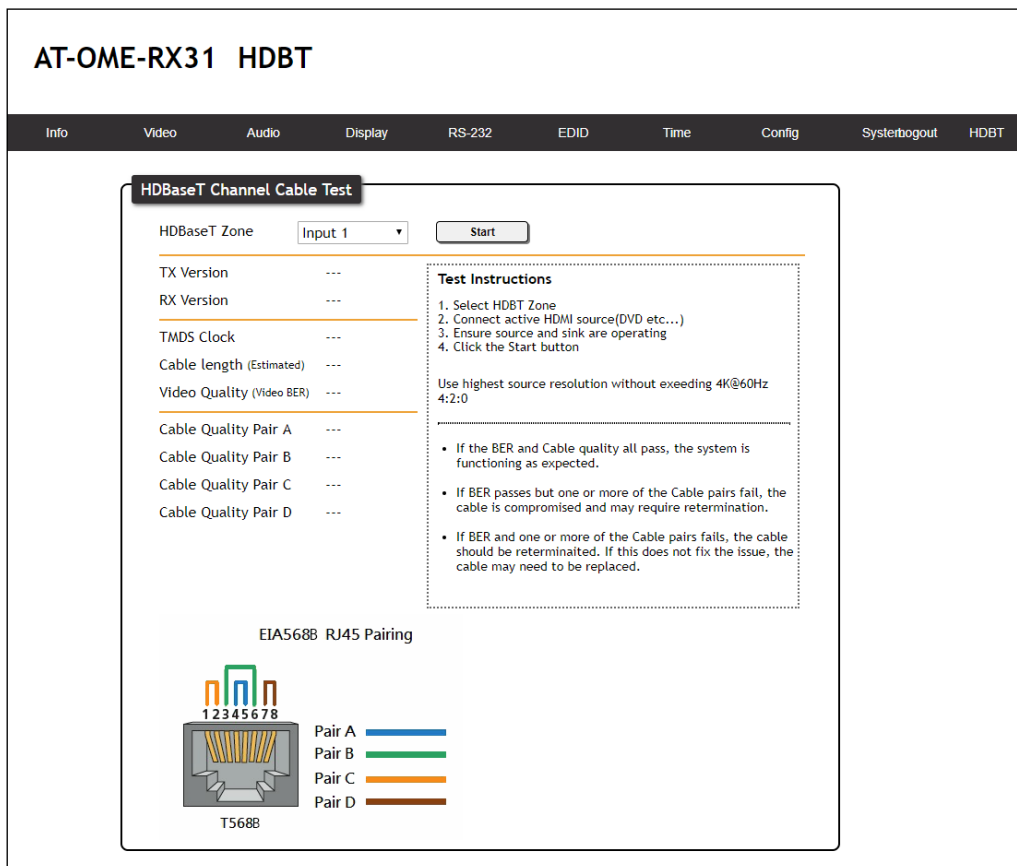 AT-OME-RX31 HDBT
Info Video Audio Display RS-232 EDID Time Config Systembogout HDBT
HDBaseT Channel Cable Test
HDBaseT Zone Input 1 Start
TX Version ---
RX Version ---
TMDS Clock ---
Cable length (Estimated) ---
Video Quality (Video BER) ---
Cable Quality Pair A ---
Cable Quality Pair B ---
Cable Quality Pair C ---
Cable Quality Pair D ---
Test Instructions
1. Select HDBT Zone
2. Connect active HDMI source(DVD etc...)
3. Ensure source and sink are operating
4. Click the Start button
Use highest source resolution without exeeding 4K@60Hz
4:2:0
• If the BER and Cable quality all pass, the system is
functioning as expected.
• If BER passes but one or more of the Cable pairs fail, the
cable is compromised and may require retermination.
• If BER and one or more of the Cable pairs fails, the cable
should be reterminaited. If this does not fix the issue, the
cable may need to be replaced.
EIA568B RJ45 Pairing
12345678
Pair A
Pair B
Pair C
Pair D
T568B